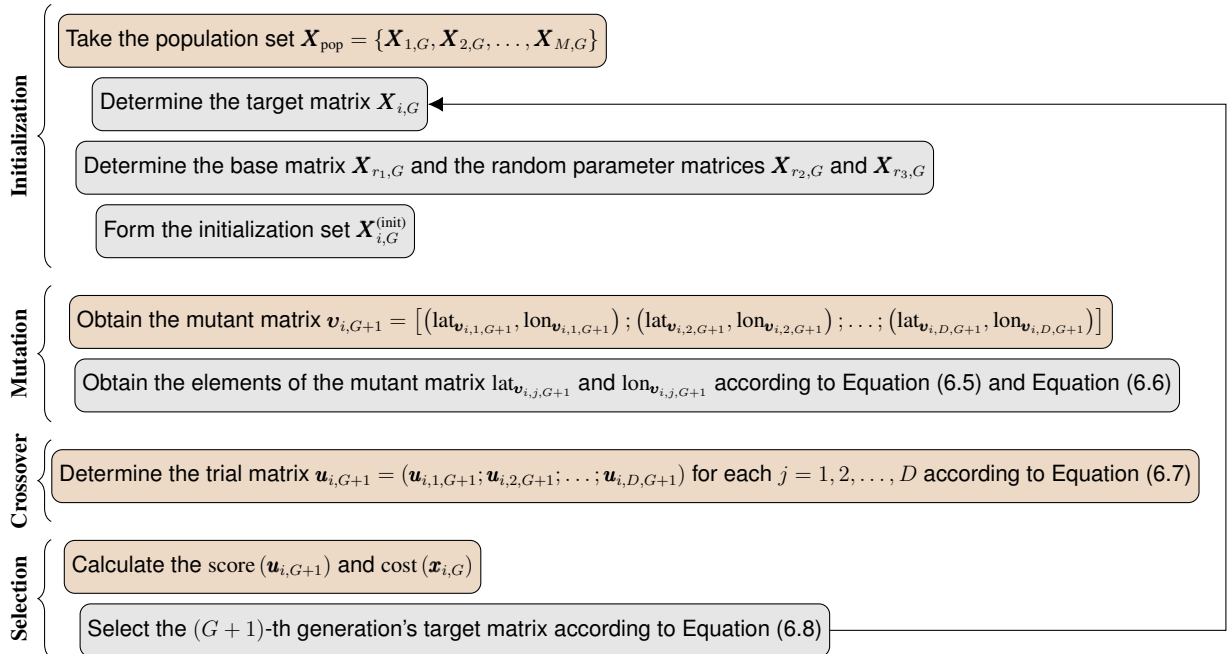 Initialization
Take the population set 𝑿_pop = {𝑿_{1,G}, 𝑿_{2,G}, . . . , 𝑿_{M,G}}
Determine the target matrix 𝑿_{i,G}
Determine the base matrix 𝑿_{r_1,G} and the random parameter matrices 𝑿_{r_2,G} and 𝑿_{r_3,G}
Form the initialization set 𝑿_{i,G}^{(init)}
Mutation
Obtain the mutant matrix 𝒗_{i,G+1} = [(lat_{𝒗_{i,1,G+1}}, lon_{𝒗_{i,1,G+1}}) ; (lat_{𝒗_{i,2,G+1}}, lon_{𝒗_{i,2,G+1}}) ; . . . ; (lat_{𝒗_{i,D,G+1}}, lon_{𝒗_{i,D,G+1}})]
Obtain the elements of the mutant matrix lat_{𝒗_{i,j,G+1}} and lon_{𝒗_{i,j,G+1}} according to Equation (6.5) and Equation (6.6)
Crossover
Determine the trial matrix 𝒖_{i,G+1} = (𝒖_{i,1,G+1}; 𝒖_{i,2,G+1}; . . . ; 𝒖_{i,D,G+1}) for each j = 1, 2, . . . , D according to Equation (6.7)
Selection
Calculate the score (𝒖_{i,G+1}) and cost (𝒙_{i,G})
Select the (G + 1)-th generation's target matrix according to Equation (6.8)